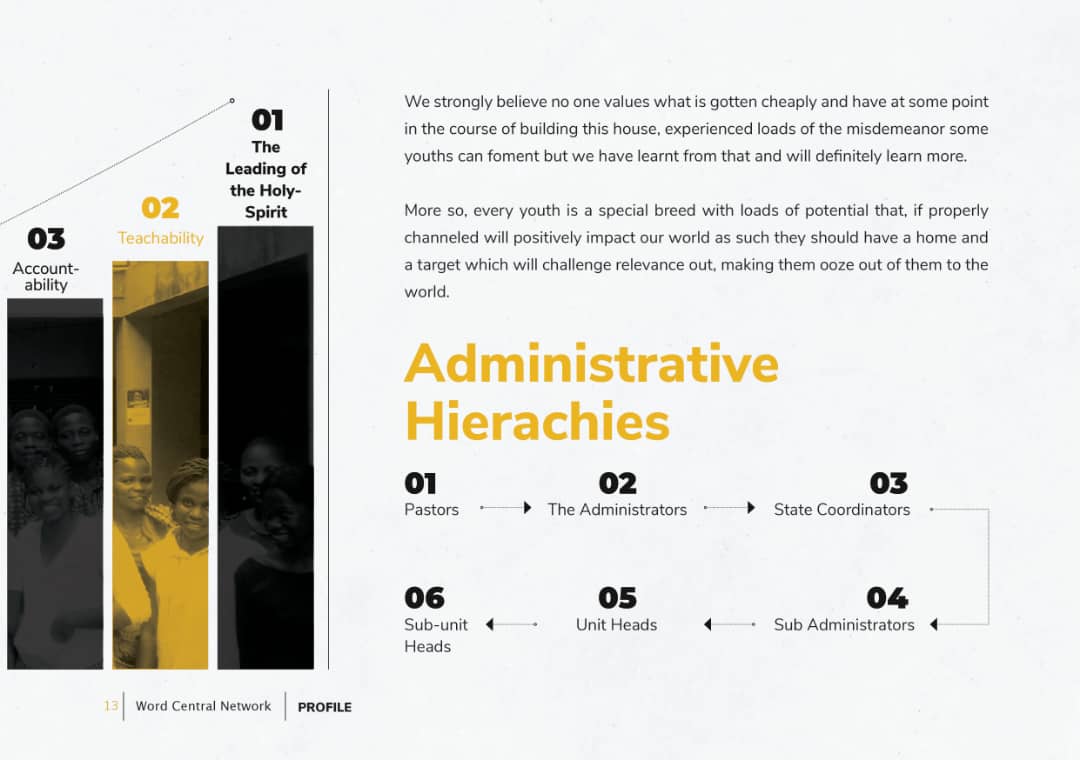 01
The
Leading of
the Holy-
Spirit
02
Teachability
03
Account-
ability
We strongly believe no one values what is gotten cheaply and have at some point
in the course of building this house, experienced loads of the misdemeanor some
youths can foment but we have learnt from that and will definitely learn more.
More so, every youth is a special breed with loads of potential that, if properly
channeled will positively impact our world as such they should have a home and
a target which will challenge relevance out, making them ooze out of them to the
world.
Administrative
Hierachies
01
Pastors
02
The Administrators
03
State Coordinators
04
Sub Administrators
05
Unit Heads
06
Sub-unit
Heads
13 Word Central Network PROFILE